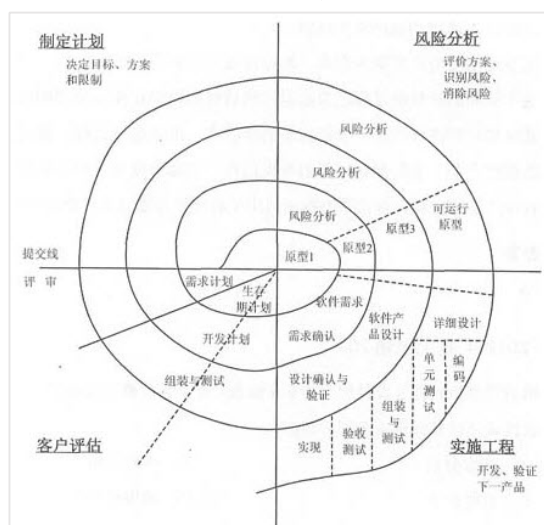 制定计划
决定目标、方案
和限制
风险分析
评价方案、
识别风险、
消除风险
风险分析
风险分析
风险分析
可运行
原型
原型3
原型2
原型1
提交线
评 审
需求计划
生存
期计划
软件需求
开发计划
需求确认
软件产
品设计
详细设计
组装与测试
设计确认与
验证
单元测试
编码
组装与测试
验收
测试
实现
客户评估
实施工程
开发、验证
下一产品